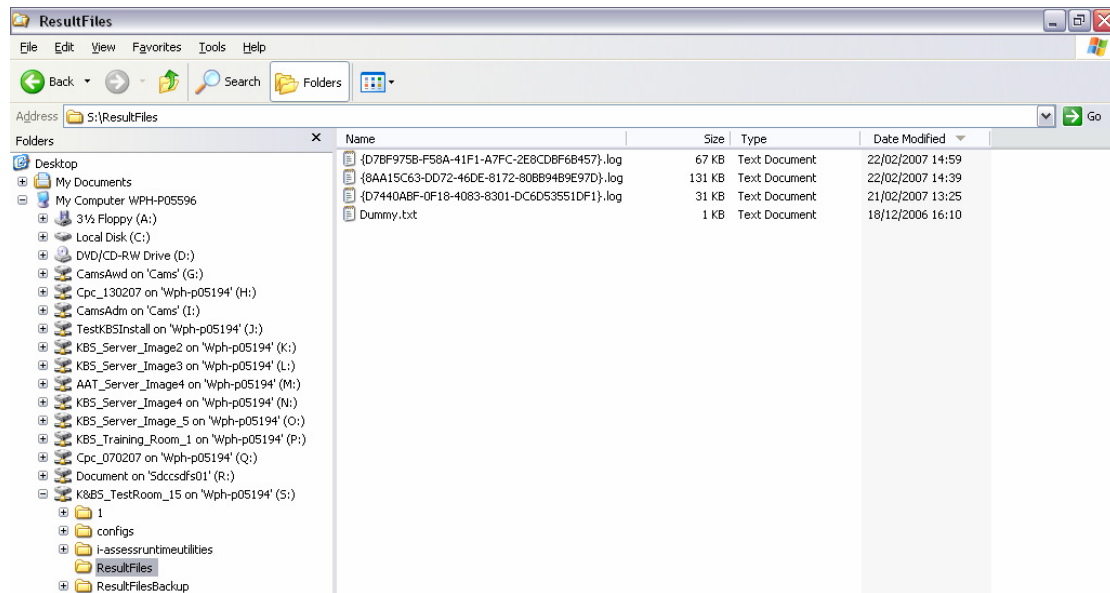 ResultFiles
File Edit View Favorites Tools Help
Back Search Folders
Address S:\ResultFiles Go
Folders x Name Size Type Date Modified
Desktop
My Documents
My Computer WPH-P05596
3½ Floppy (A:)
Local Disk (C:)
DVD/CD-RW Drive (D:)
CamsAwd on 'Cams' (G:)
Cpc_130207 on 'Wph-p05194' (H:)
CamsAdm on 'Cams' (I:)
TestKBSInstall on 'Wph-p05194' (J:)
KBS_Server_Image2 on 'Wph-p05194' (K:)
KBS_Server_Image3 on 'Wph-p05194' (L:)
AAT_Server_Image4 on 'Wph-p05194' (M:)
KBS_Server_Image4 on 'Wph-p05194' (N:)
KBS_Server_Image_5 on 'Wph-p05194' (O:)
KBS_Training_Room_1 on 'Wph-p05194' (P:)
Cpc_070207 on 'Wph-p05194' (Q:)
Document on 'Sdccsdfs01' (R:)
K&BS_TestRoom_15 on 'Wph-p05194' (S:)
1
configs
i-assessruntimeutilities
ResultFiles
ResultFilesBackup
{D7BF975B-F58A-41F1-A7FC-2E8CDBF6B457}.log 67 KB Text Document 22/02/2007 14:59
{8AA15C63-DD72-46DE-8172-80BB94B9E97D}.log 131 KB Text Document 22/02/2007 14:39
{D7440ABF-0F18-4083-8301-DC6D53551DF1}.log 31 KB Text Document 21/02/2007 13:25
Dummy.txt 1 KB Text Document 18/12/2006 16:10